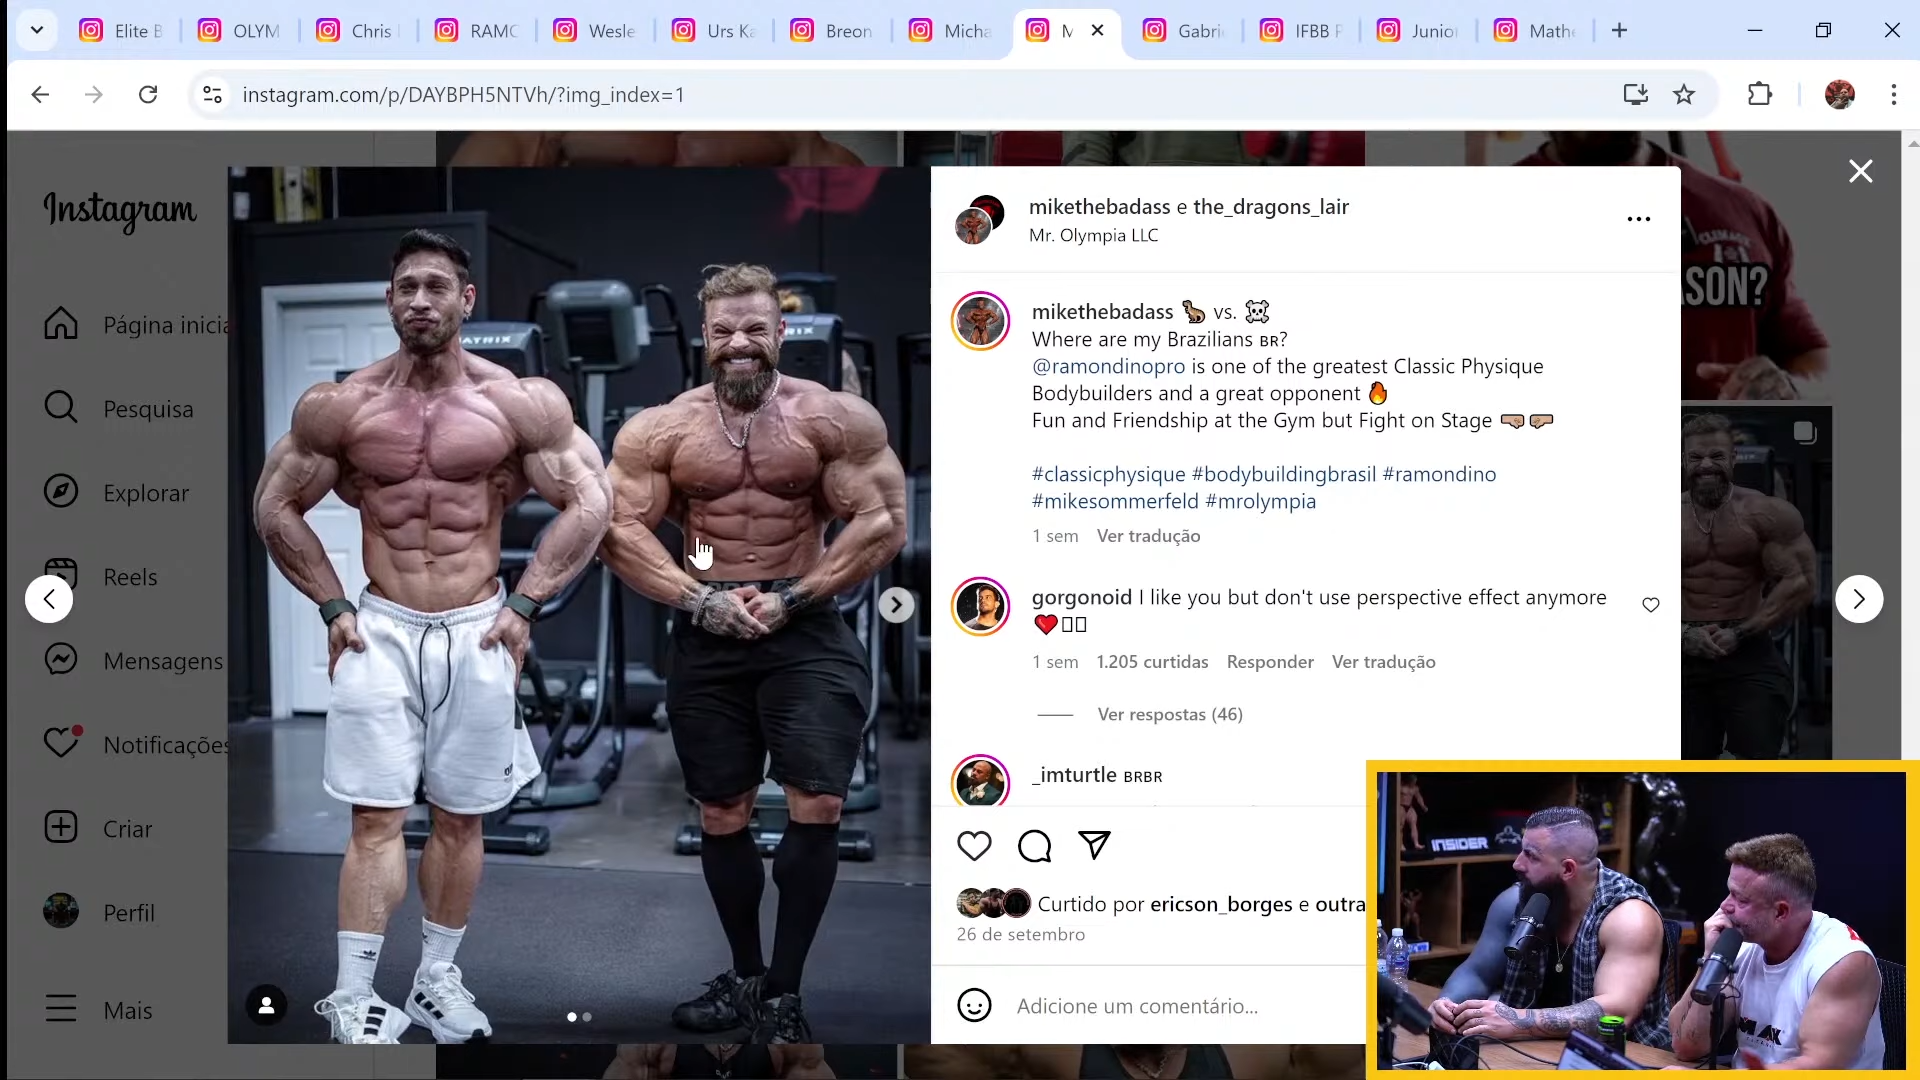 Elite B
OLYM
Chris
RAMO
Wesle
Urs Ka
Breon
Micha
M
Gabri
IFBB P
Junio
Mathe
instagram.com/p/DAYBPH5NTVh/?img_index=1
Instagram
Página inicia
Pesquisa
Explorar
Reels
Mensagens
Notificações
Criar
Perfil
Mais
MATRIX
mikethebadass e the_dragons_lair
Mr. Olympia LLC
mikethebadass 🦕 vs. ☠️
Where are my Brazilians BR?
@ramondinopro is one of the greatest Classic Physique
Bodybuilders and a great opponent 🔥
Fun and Friendship at the Gym but Fight on Stage 🤜🏼🤛🏼
#classicphysique #bodybuildingbrasil #ramondino
#mikesommerfeld #mrolympia
1 sem Ver tradução
gorgonoid I like you but don't use perspective effect anymore
❤️
1 sem 1.205 curtidas Responder Ver tradução
Ver respostas (46)
_imturtle BRBR
Curtido por ericson_borges e outra
26 de setembro
Adicione um comentário...
ASON?
INSIDER